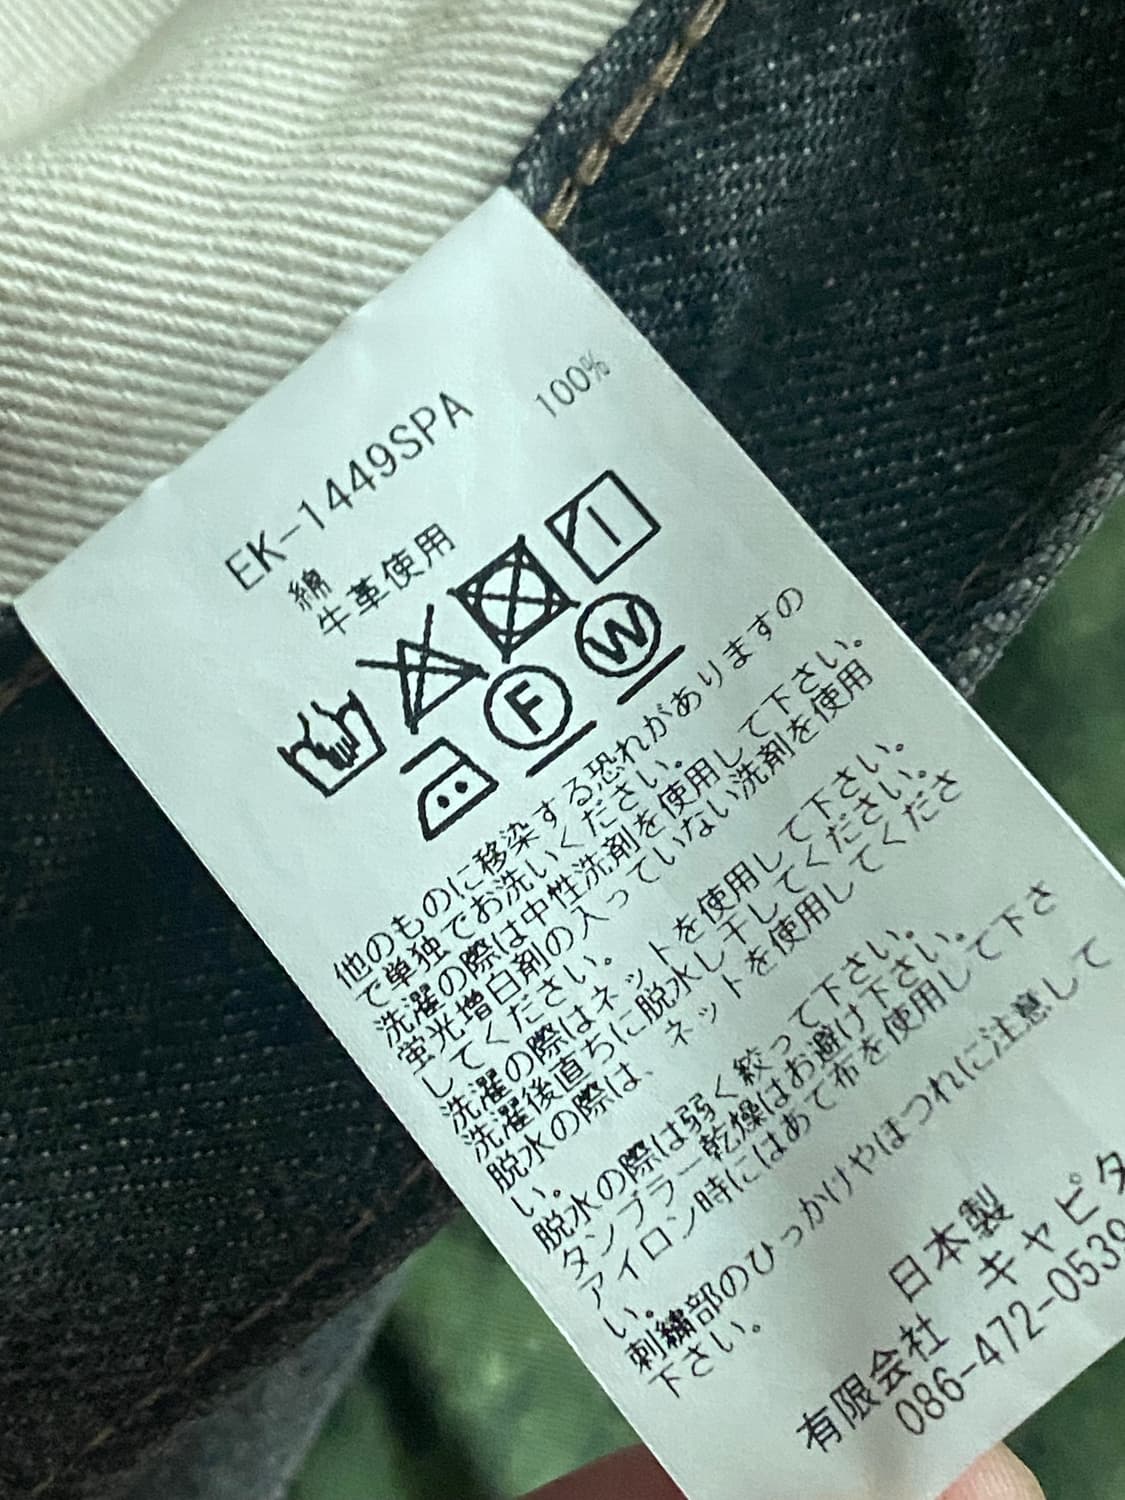 EK-1449SPA
綿 100%
牛革使用
F W
他のものに移染する恐れがありますの
で単独でお洗いください。
洗濯の際は中性洗剤を使用して下さい。
蛍光増白剤の入っていない洗剤を使用
してください。
洗濯の際はネットを使用して下さい。
洗濯後直ちに脱水し干してください。
脱水の際は、ネットを使用してくださ
い。
脱水の際は弱く絞って下さい。
タンブラー乾燥はお避け下さい。
アイロン時にはあて布を使用して下さ
い。
刺繍部のひっかけやほつれに注意して
下さい。
日本製
有限会社 キャピタ
086-472-0539